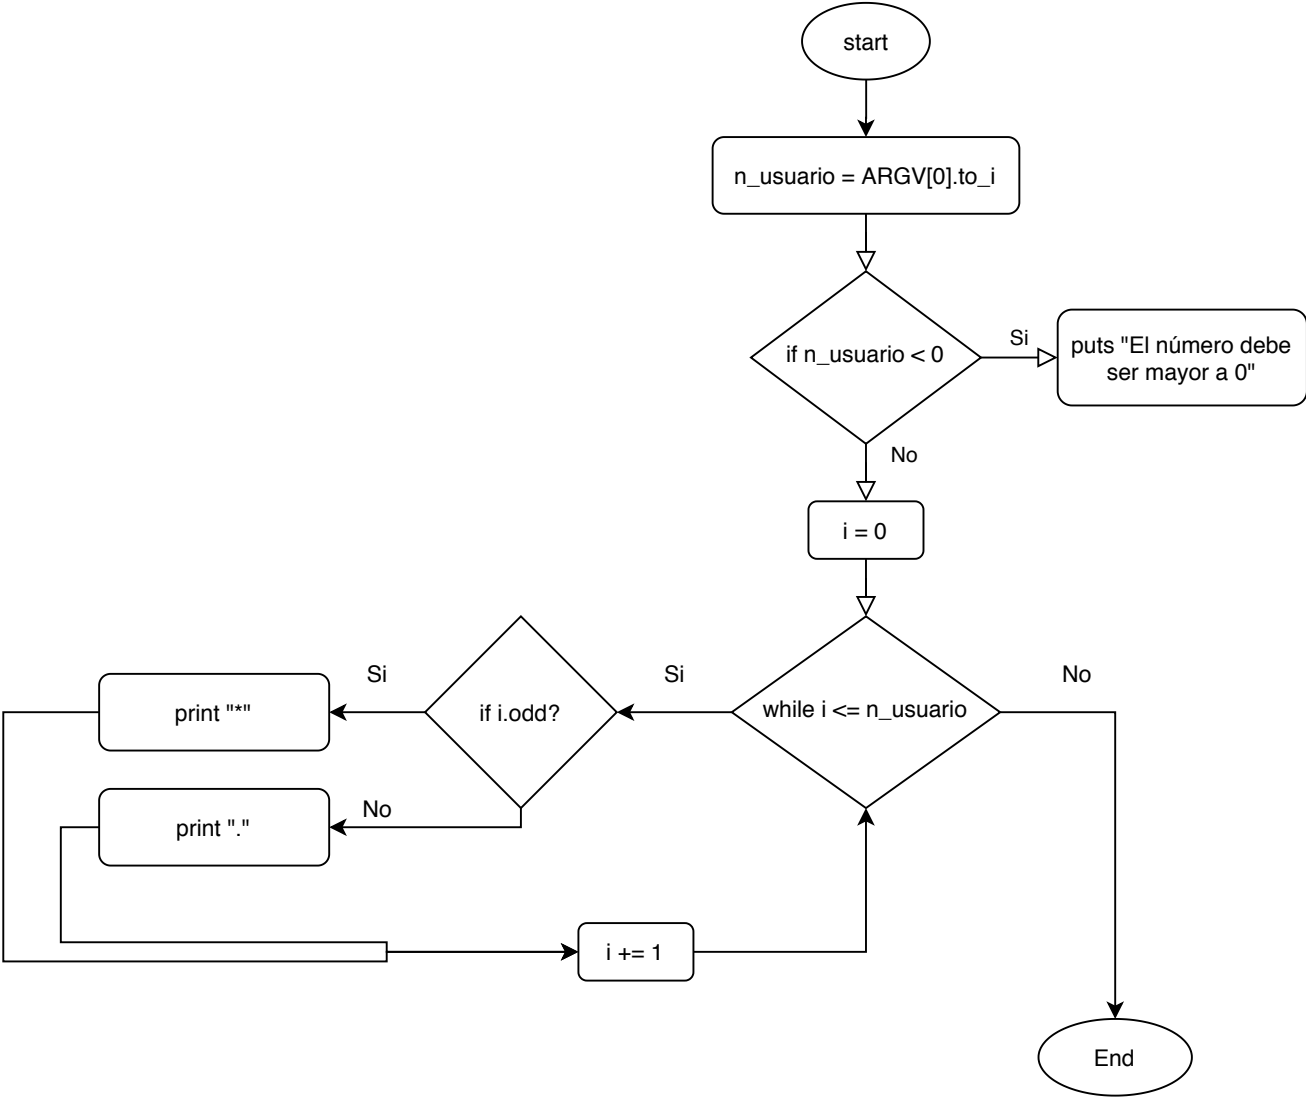 start
n_usuario = ARGV[0].to_i
if n_usuario < 0
Si
puts "El número debe
ser mayor a 0"
No
i = 0
while i <= n_usuario
Si
No
if i.odd?
Si
print "*"
No
print "."
i += 1
End